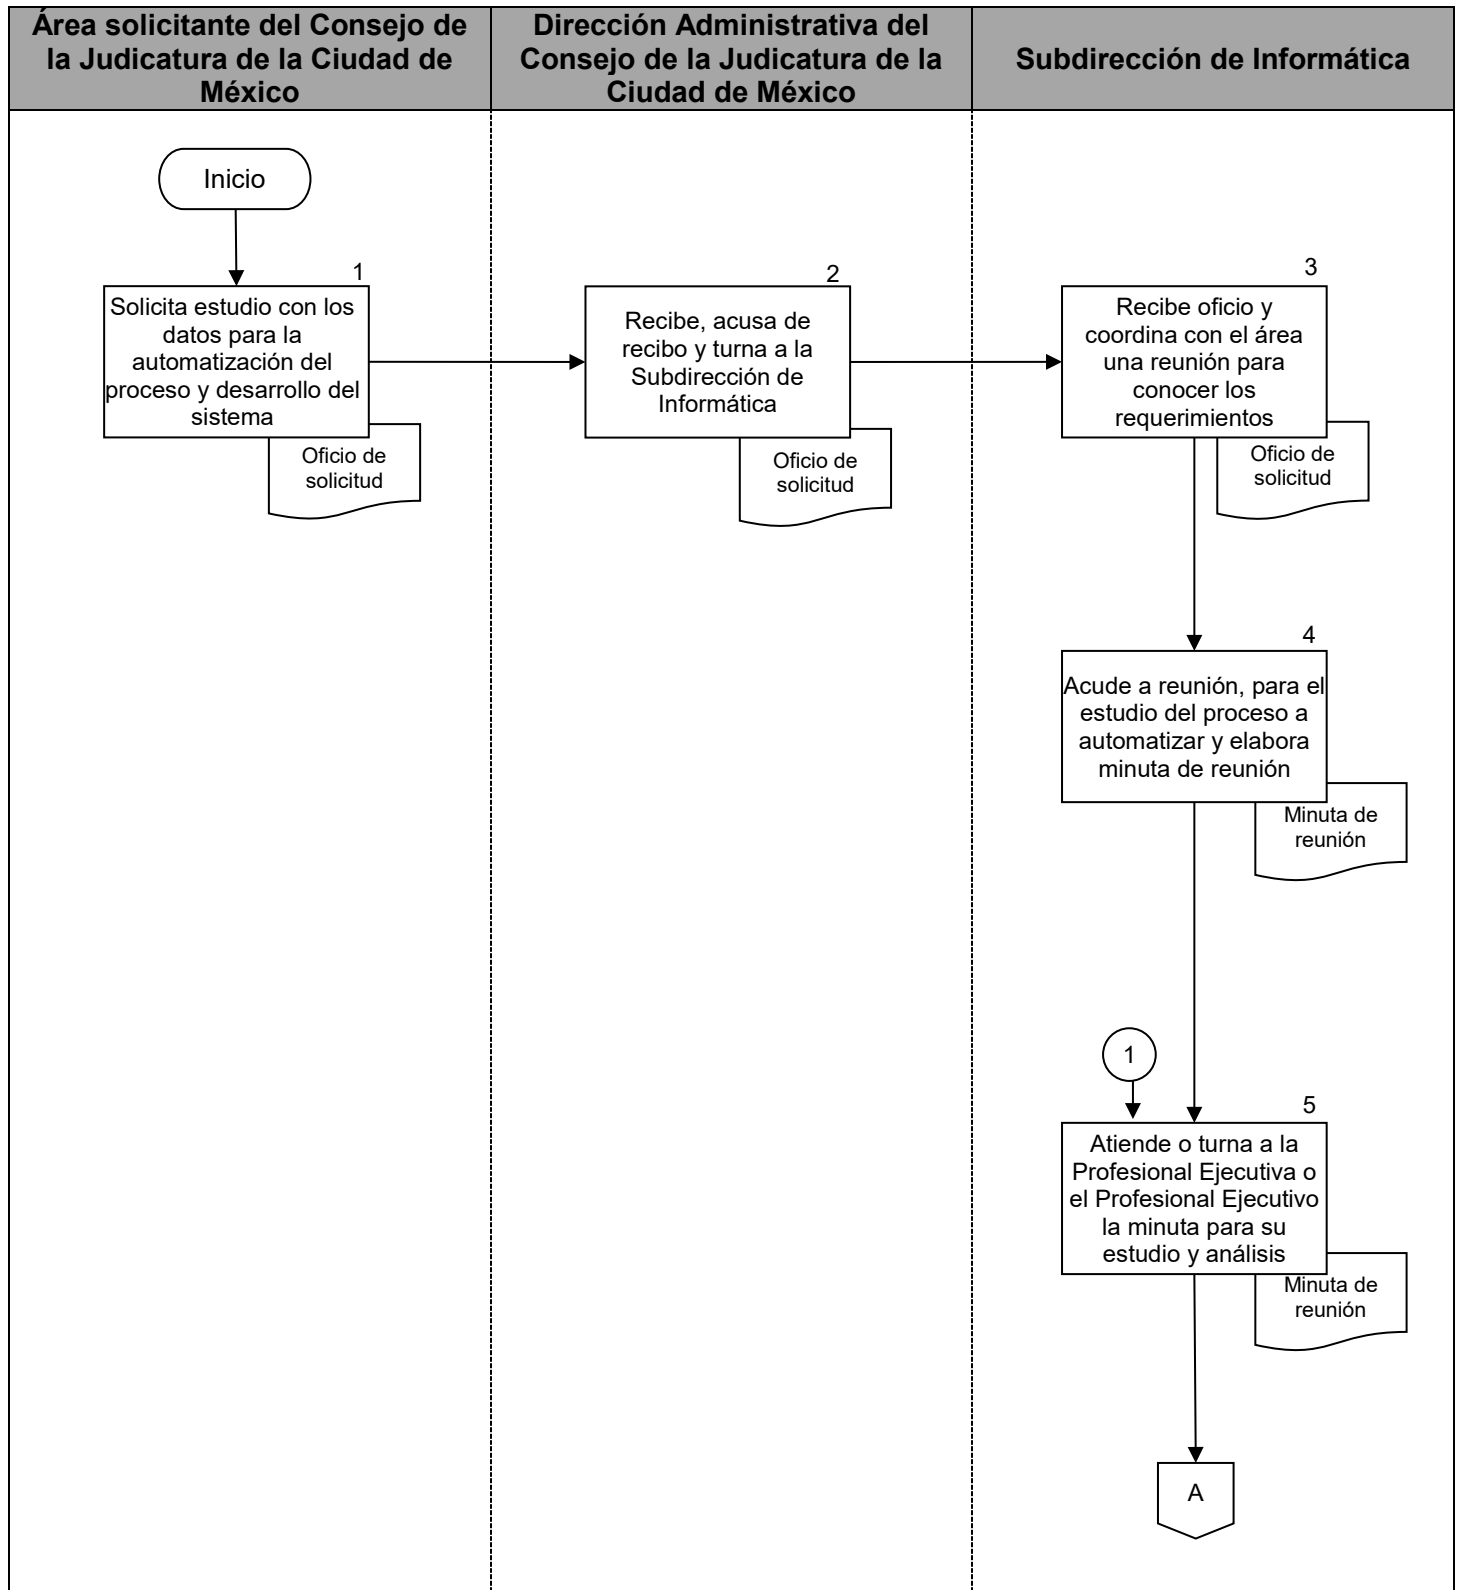 Área solicitante del Consejo de
la Judicatura de la Ciudad de
México
Dirección Administrativa del
Consejo de la Judicatura de la
Ciudad de México
Subdirección de Informática
Inicio
1
Solicita estudio con los
datos para la
automatización del
proceso y desarrollo del
sistema
Oficio de
solicitud
2
Recibe, acusa de
recibo y turna a la
Subdirección de
Informática
Oficio de
solicitud
3
Recibe oficio y
coordina con el área
una reunión para
conocer los
requerimientos
Oficio de
solicitud
4
Acude a reunión, para el
estudio del proceso a
automatizar y elabora
minuta de reunión
Minuta de
reunión
1
5
Atiende o turna a la
Profesional Ejecutiva o
el Profesional Ejecutivo
la minuta para su
estudio y análisis
Minuta de
reunión
A